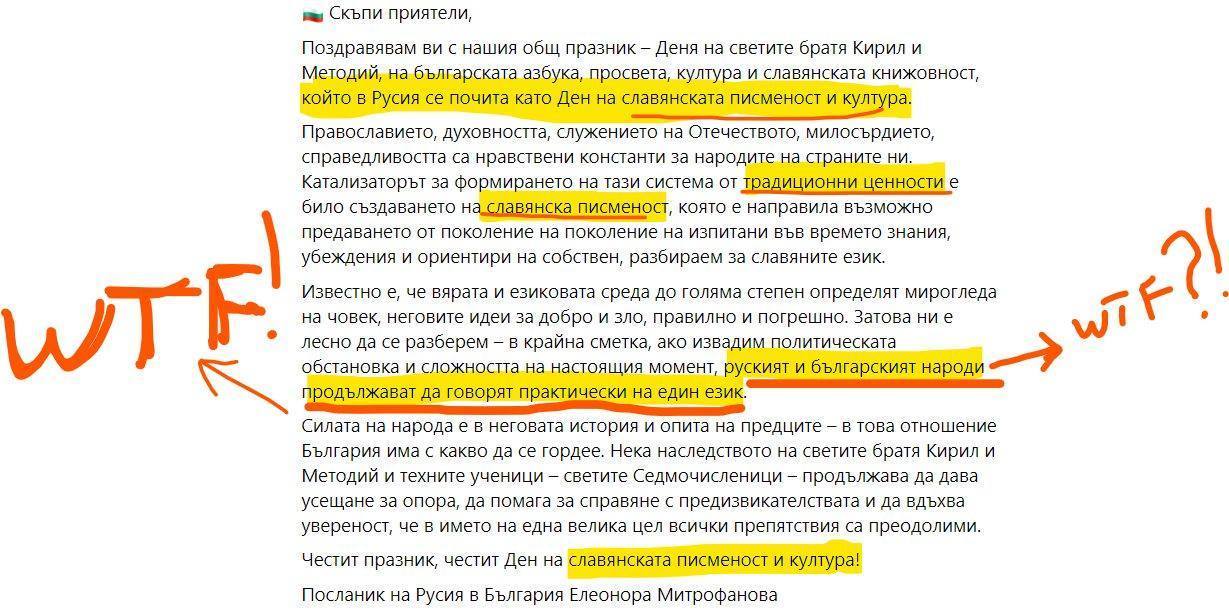 🇧🇬 Скъпи приятели,
Поздравявам ви с нашия общ празник – Деня на светите братя Кирил и
Методий, на българската азбука, просвета, култура и славянската книжовност,
който в Русия се почита като Ден на славянската писменост и култура.
Православието, духовността, служението на Отечеството, милосърдието,
справедливостта са нравствени константи за народите на страните ни.
Катализаторът за формирането на тази система от традиционни ценности е
било създаването на славянска писменост, която е направила възможно
предаването от поколение на поколение на изпитани във времето знания,
убеждения и ориентири на собствен, разбираем за славяните език.
Известно е, че вярата и езиковата среда до голяма степен определят мирогледа
на човек, неговите идеи за добро и зло, правилно и погрешно. Затова ни е
лесно да се разберем – в крайна сметка, ако извадим политическата
обстановка и сложността на настоящия момент, руският и българският народи
продължават да говорят практически на един език.
Силата на народа е в неговата история и опита на предците – в това отношение
България има с какво да се гордее. Нека наследството на светите братя Кирил и
Методий и техните ученици – светите Седмочисленици – продължава да дава
усещане за опора, да помага за справяне с предизвикателствата и да вдъхва
увереност, че в името на една велика цел всички препятствия са преодолими.
Честит празник, честит Ден на славянската писменост и култура!
Посланик на Русия в България Елеонора Митрофанова
WTF!
WTF?!